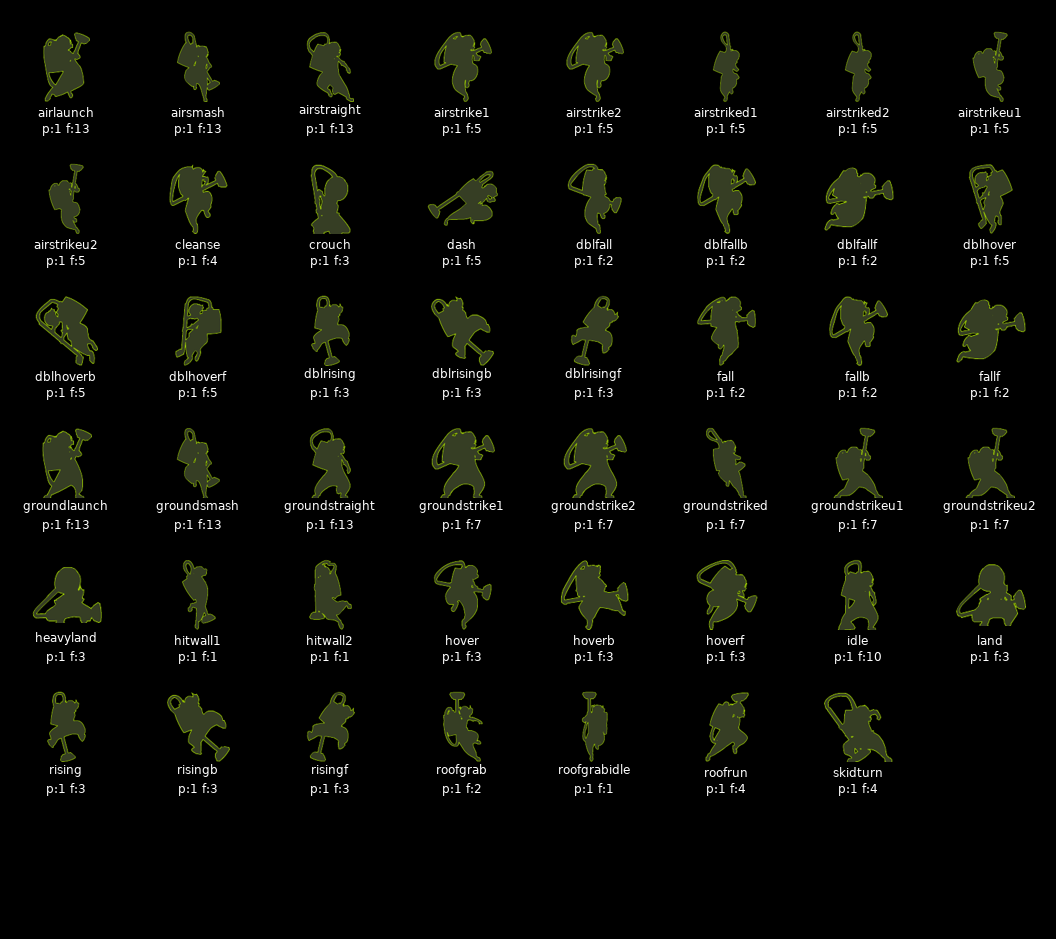 airlaunch airsmash airstraight airstrike1 airstrike2 airstriked1 airstriked2 airstrikeu1
p:1 f:13 p:1 f:13 p:1 f:13 p:1 f:5 p:1 f:5 p:1 f:5 p:1 f:5 p:1 f:5
airstrikeu2 cleanse crouch dash dblfall dblfallb dblfallf dblhover
p:1 f:5 p:1 f:4 p:1 f:3 p:1 f:5 p:1 f:2 p:1 f:2 p:1 f:2 p:1 f:5
dblhoverb dblhoverf dblrising dblrisingb dblrisingf fall fallb fallf
p:1 f:5 p:1 f:5 p:1 f:3 p:1 f:3 p:1 f:3 p:1 f:2 p:1 f:2 p:1 f:2
groundlaunch groundsmash groundstraight groundstrike1 groundstrike2 groundstriked groundstrikeu1 groundstrikeu2
p:1 f:13 p:1 f:13 p:1 f:13 p:1 f:7 p:1 f:7 p:1 f:7 p:1 f:7 p:1 f:7
heavyland hitwall1 hitwall2 hover hoverb hoverf idle land
p:1 f:3 p:1 f:1 p:1 f:1 p:1 f:3 p:1 f:3 p:1 f:3 p:1 f:10 p:1 f:3
rising risingb risingf roofgrab roofgrabidle roofrun skidturn
p:1 f:3 p:1 f:3 p:1 f:3 p:1 f:2 p:1 f:1 p:1 f:4 p:1 f:4